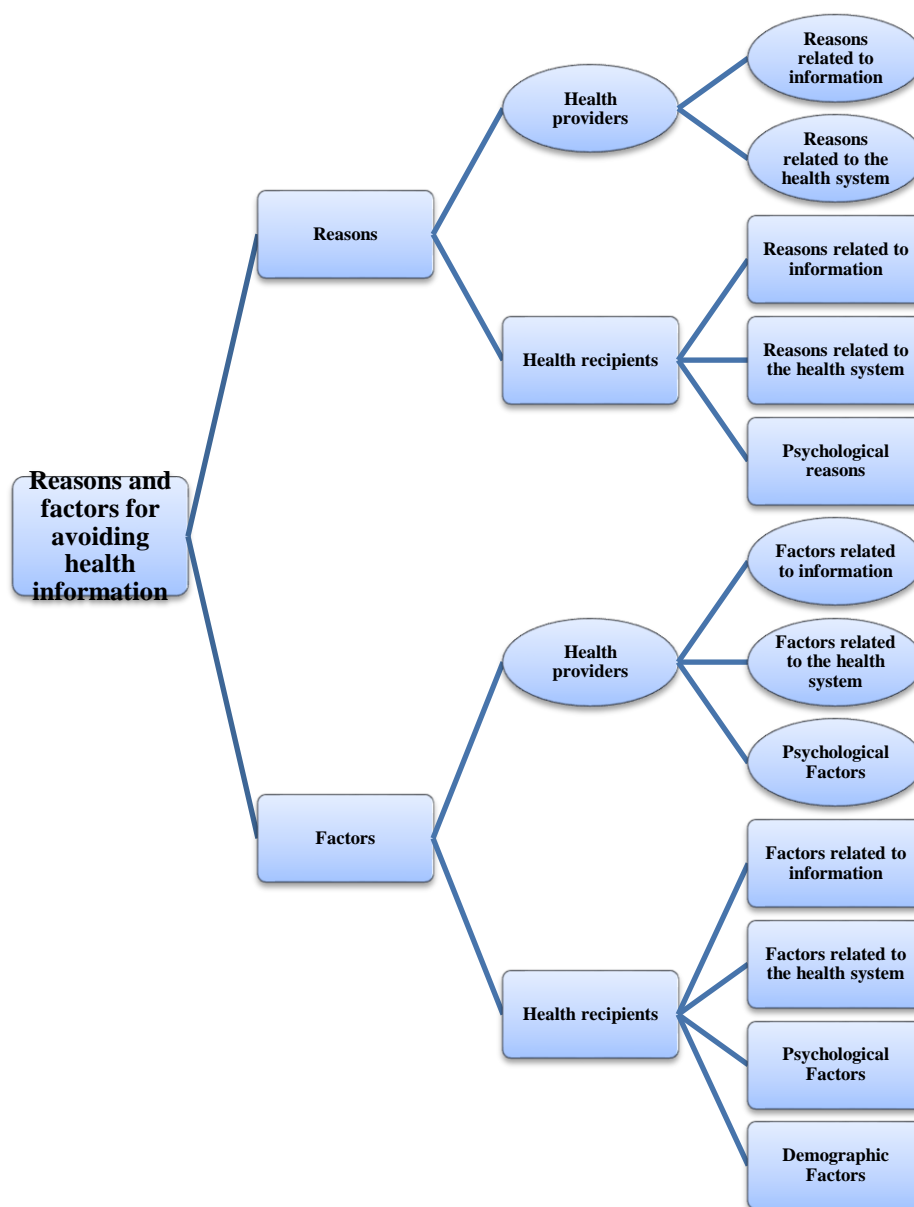 Reasons
related to
information
Health
providers
Reasons
related to the
health system
Reasons
Reasons related to
information
Health recipients
Reasons related to
the health system
Psychological
reasons
Reasons and
factors for
avoiding
health
information
Factors related
to information
Health
providers
Factors related
to the health
system
Psychological
Factors
Factors
Factors related to
information
Factors related to
the health system
Health recipients
Psychological
Factors
Demographic
Factors